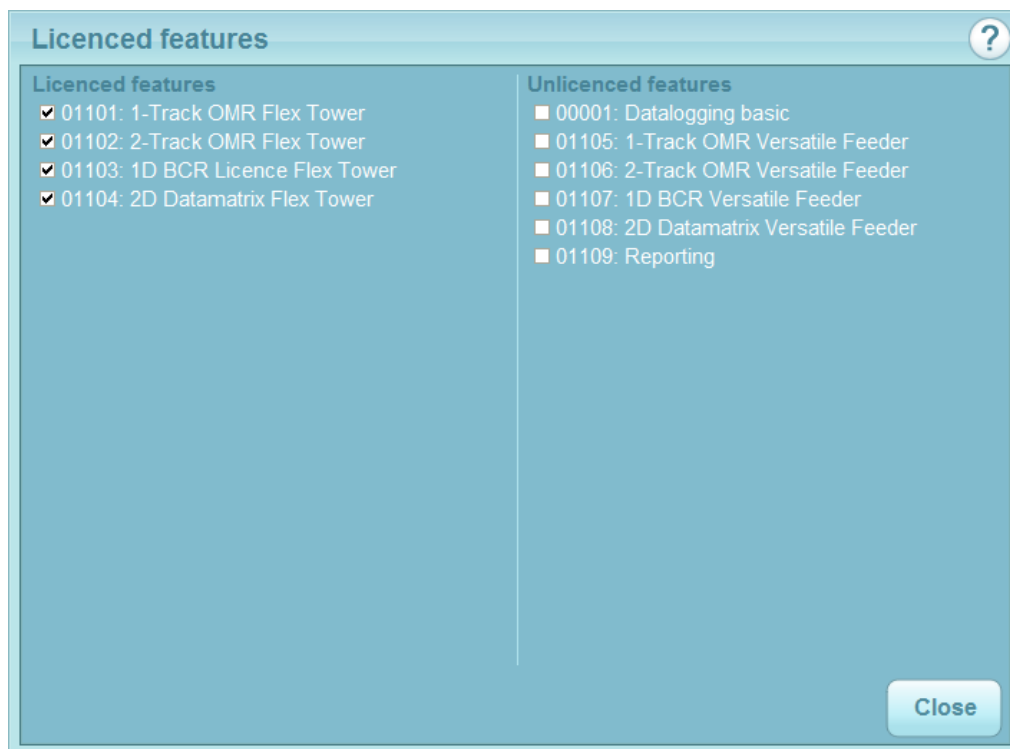 Licenced features
?
Licenced features
01101: 1-Track OMR Flex Tower
01102: 2-Track OMR Flex Tower
01103: 1D BCR Licence Flex Tower
01104: 2D Datamatrix Flex Tower
Unlicenced features
00001: Datalogging basic
01105: 1-Track OMR Versatile Feeder
01106: 2-Track OMR Versatile Feeder
01107: 1D BCR Versatile Feeder
01108: 2D Datamatrix Versatile Feeder
01109: Reporting
Close